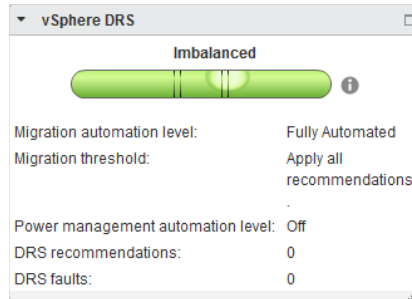 vSphere DRS
Imbalanced
Migration automation level: Fully Automated
Migration threshold: Apply all
recommendations
.
Power management automation level: Off
DRS recommendations: 0
DRS faults: 0